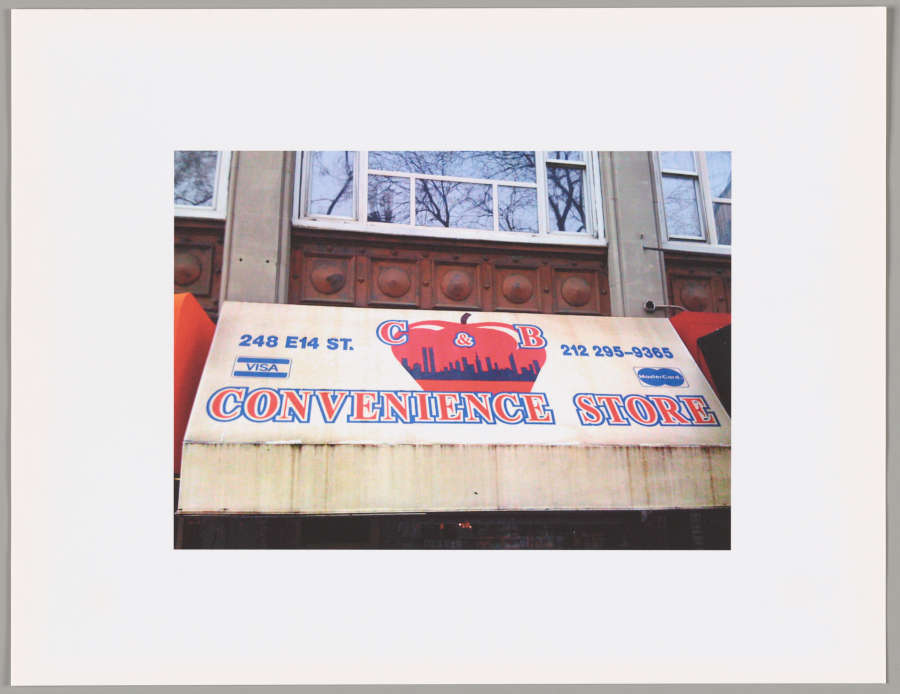 C & B
248 E14 ST.
212 295-9365
VISA
MasterCard
CONVENIENCE STORE